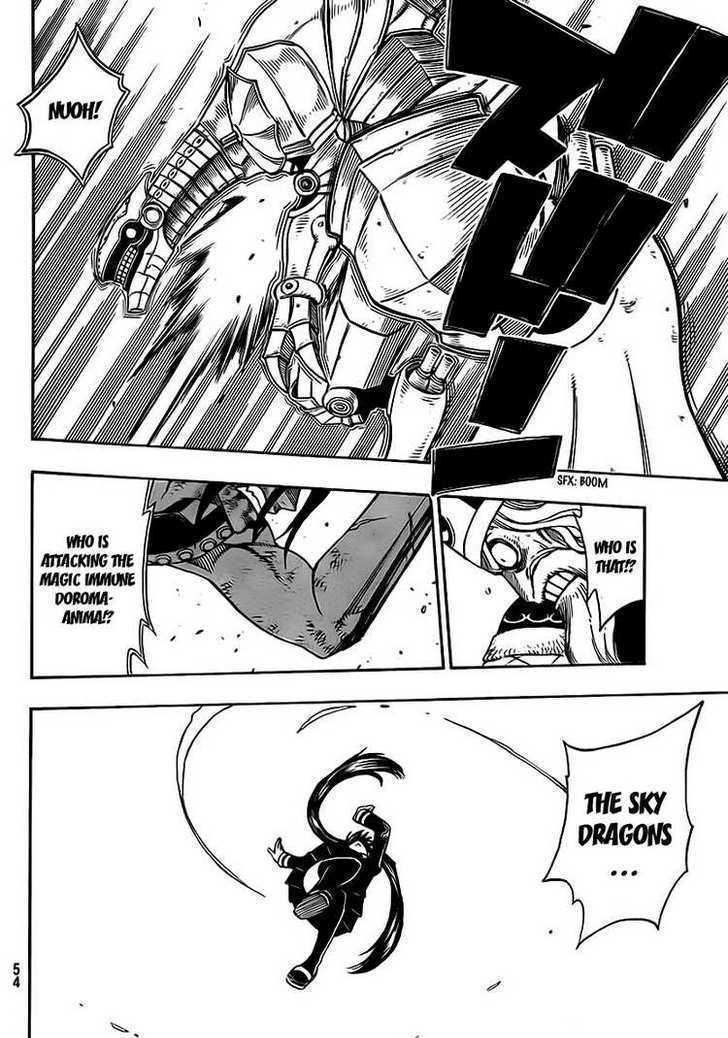 NUOH!
SFX: BOOM
WHO IS
THAT!?
WHO IS
ATTACKING THE
MAGIC IMMUNE
DOROMA-
ANIMA!?
THE SKY
DRAGONS
...
54